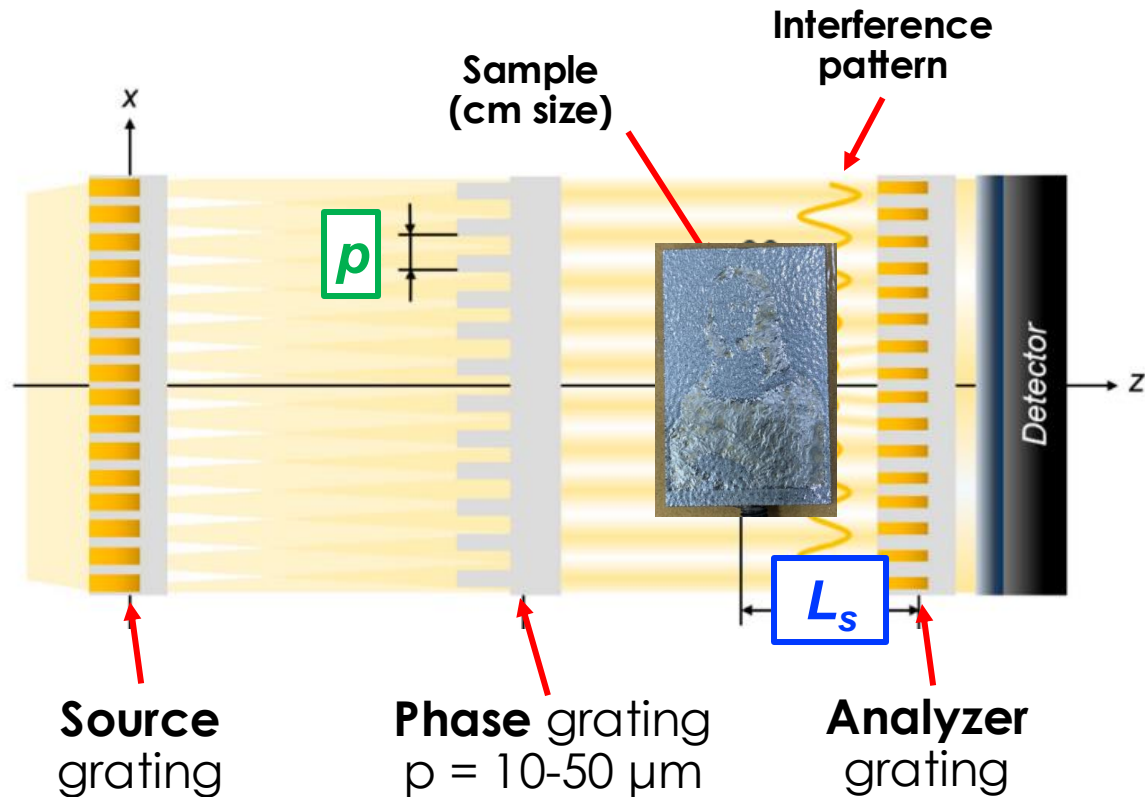 Interference
pattern
Sample
(cm size)
x
p
z
Detector
Ls
Source
grating
Phase grating
p = 10-50 µm
Analyzer
grating